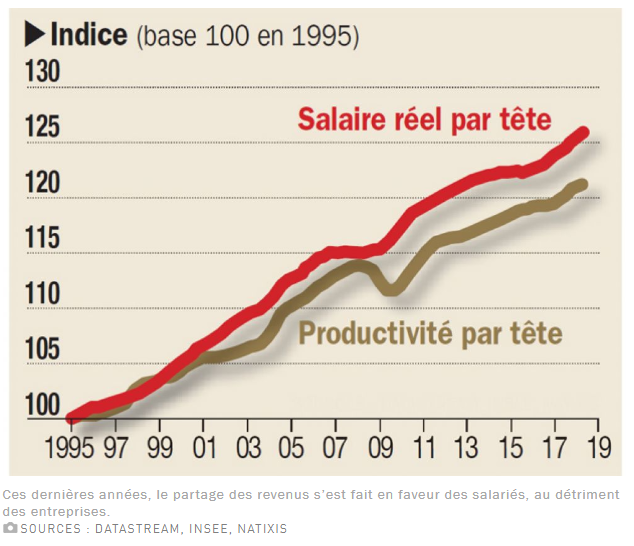 ▶Indice (base 100 en 1995)
130
Salaire réel par tête
125
120
115
110
Productivité par tête
105
100
1995 97 99 01 03 05 07 09 11 13 15 17 19
Ces dernières années, le partage des revenus s'est fait en faveur des salariés, au détriment
des entreprises.
SOURCES : DATASTREAM, INSEE, NATIXIS